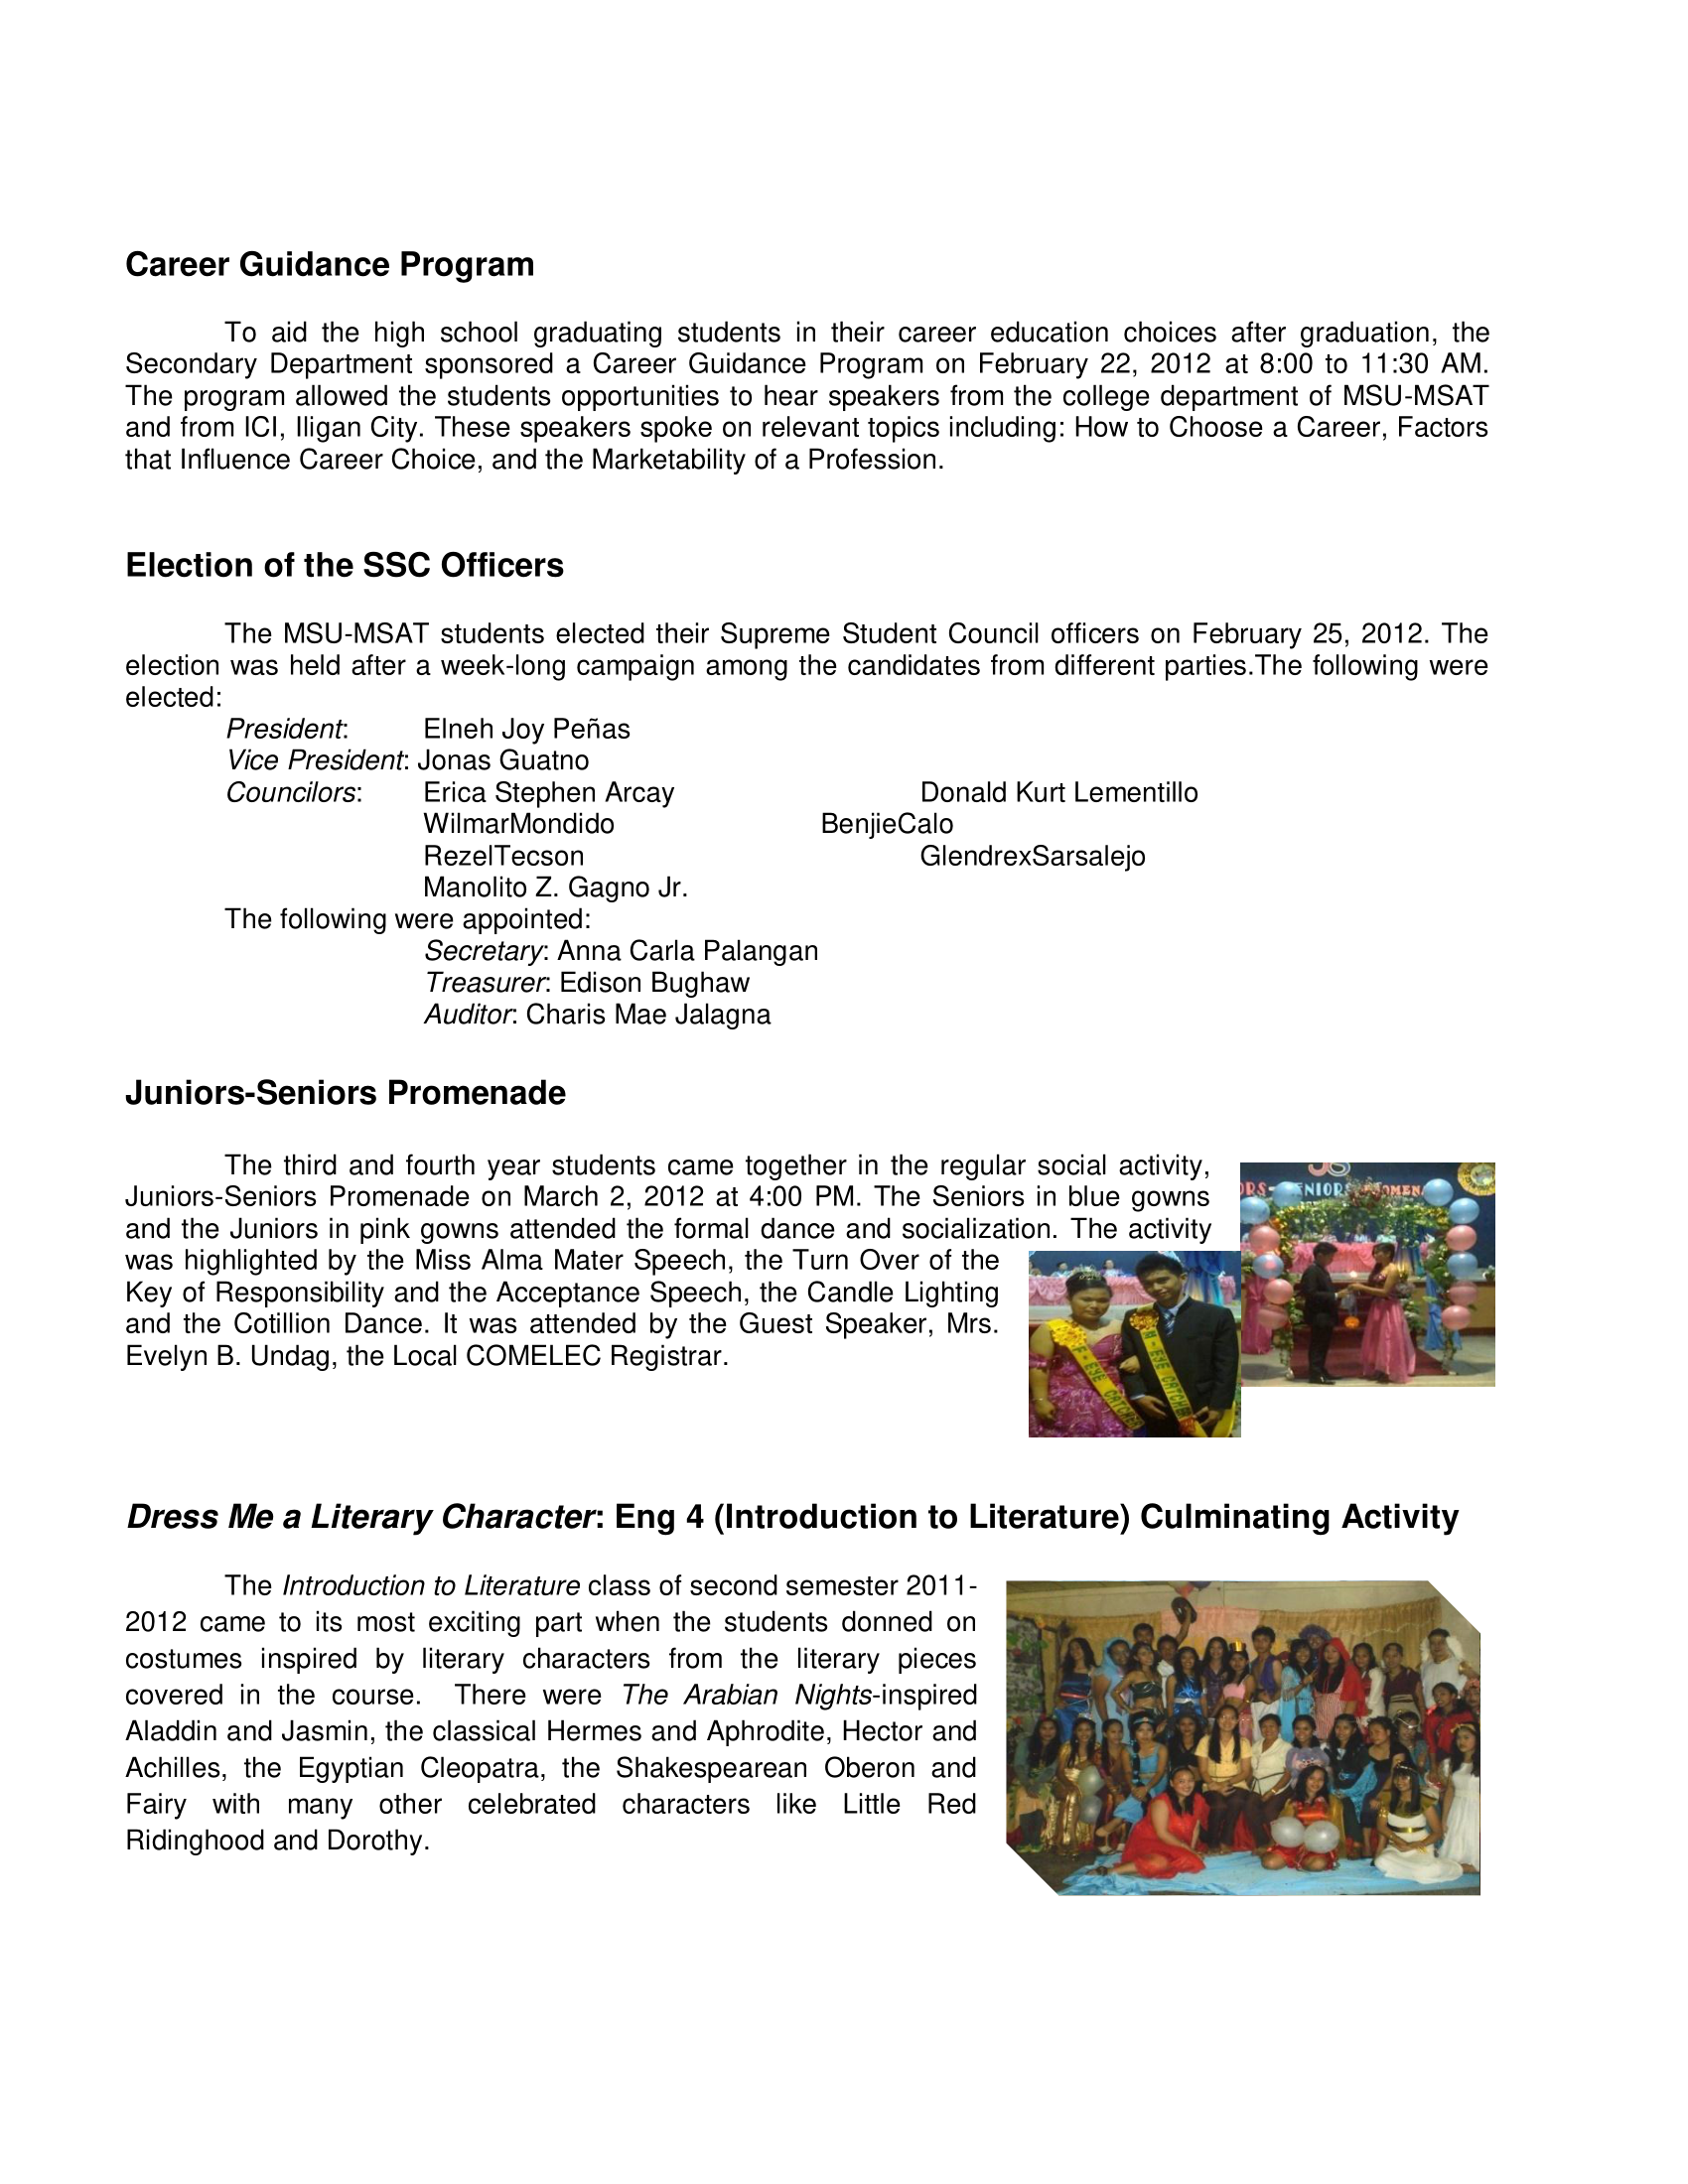 Career Guidance Program
To aid the high school graduating students in their career education choices after graduation, the
Secondary Department sponsored a Career Guidance Program on February 22, 2012 at 8:00 to 11:30 AM.
The program allowed the students opportunities to hear speakers from the college department of MSU-MSAT
and from ICI, Iligan City. These speakers spoke on relevant topics including: How to Choose a Career, Factors
that Influence Career Choice, and the Marketability of a Profession.
Election of the SSC Officers
The MSU-MSAT students elected their Supreme Student Council officers on February 25, 2012. The
election was held after a week-long campaign among the candidates from different parties.The following were
elected:
President: Elneh Joy Peñas
Vice President: Jonas Guatno
Councilors: Erica Stephen Arcay Donald Kurt Lementillo
WilmarMondido BenjieCalo
RezelTecson GlendrexSarsalejo
Manolito Z. Gagno Jr.
The following were appointed:
Secretary: Anna Carla Palangan
Treasurer: Edison Bughaw
Auditor: Charis Mae Jalagna
Juniors-Seniors Promenade
The third and fourth year students came together in the regular social activity,
Juniors-Seniors Promenade on March 2, 2012 at 4:00 PM. The Seniors in blue gowns
and the Juniors in pink gowns attended the formal dance and socialization. The activity
was highlighted by the Miss Alma Mater Speech, the Turn Over of the
Key of Responsibility and the Acceptance Speech, the Candle Lighting
and the Cotillion Dance. It was attended by the Guest Speaker, Mrs.
Evelyn B. Undag, the Local COMELEC Registrar.
Dress Me a Literary Character: Eng 4 (Introduction to Literature) Culminating Activity
The Introduction to Literature class of second semester 2011-
2012 came to its most exciting part when the students donned on
costumes inspired by literary characters from the literary pieces
covered in the course. There were The Arabian Nights-inspired
Aladdin and Jasmin, the classical Hermes and Aphrodite, Hector and
Achilles, the Egyptian Cleopatra, the Shakespearean Oberon and
Fairy with many other celebrated characters like Little Red
Ridinghood and Dorothy.